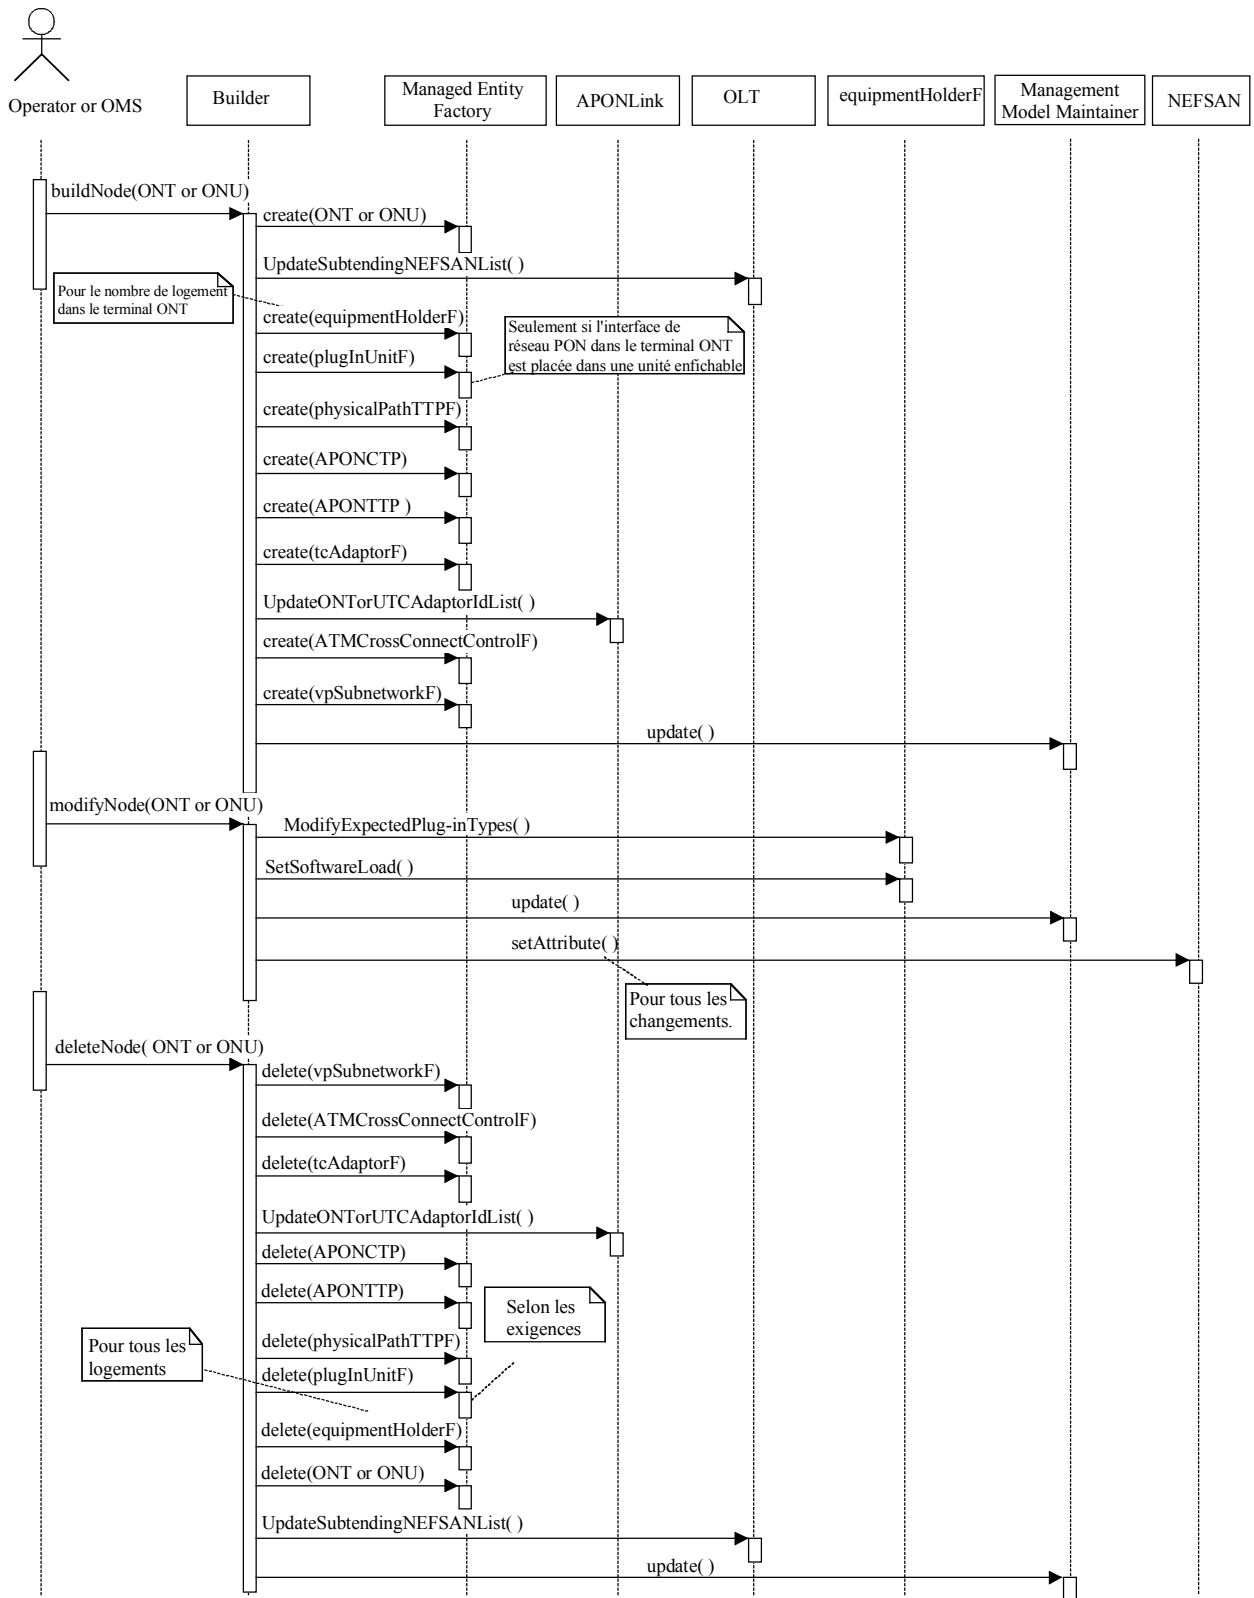 Operator or OMS
Builder
Managed Entity
Factory
APONLink
OLT
equipmentHolderF
Management
Model Maintainer
NEFSAN
buildNode(ONT or ONU)
create(ONT or ONU)
UpdateSubtendingNEFSANList( )
Pour le nombre de logement
dans le terminal ONT
create(equipmentHolderF)
Seulement si l'interface de
réseau PON dans le terminal ONT
est placée dans une unité enfichable
create(plugInUnitF)
create(physicalPathTTPF)
create(APONCTP)
create(APONTTP )
create(tcAdaptorF)
UpdateONTorUTCAdaptorIdList( )
create(ATMCrossConnectControlF)
create(vpSubnetworkF)
update( )
modifyNode(ONT or ONU)
ModifyExpectedPlug-inTypes( )
SetSoftwareLoad( )
update( )
setAttribute( )
Pour tous les
changements.
deleteNode( ONT or ONU)
delete(vpSubnetworkF)
delete(ATMCrossConnectControlF)
delete(tcAdaptorF)
UpdateONTorUTCAdaptorIdList( )
delete(APONCTP)
delete(APONTTP)
Selon les
exigences
Pour tous les
logements
delete(physicalPathTTPF)
delete(plugInUnitF)
delete(equipmentHolderF)
delete(ONT or ONU)
UpdateSubtendingNEFSANList( )
update( )